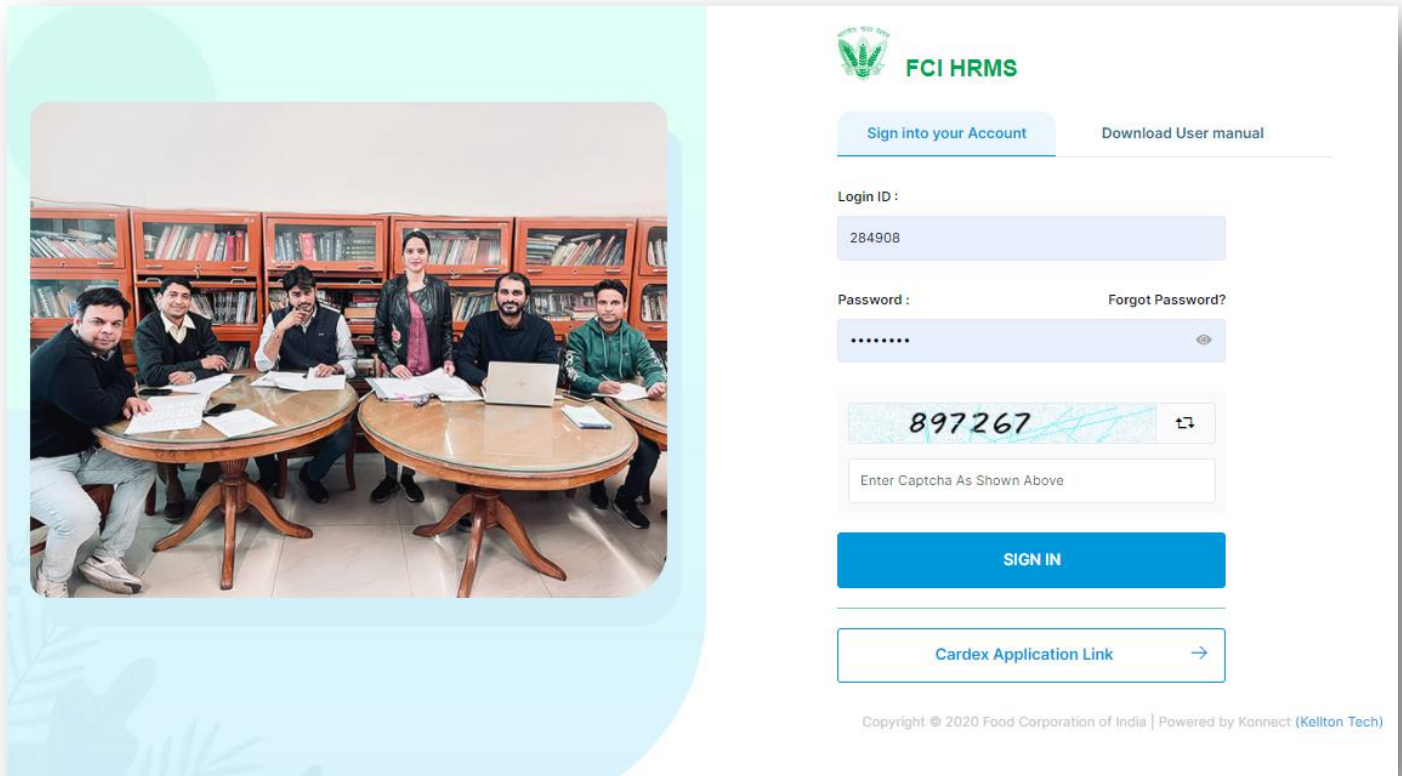 FCI HRMS
Sign into your Account
Download User manual
Login ID :
284908
Password :
Forgot Password?
••••••••
897267
Enter Captcha As Shown Above
SIGN IN
Cardex Application Link →
Copyright © 2020 Food Corporation of India | Powered by Konnect (Kellton Tech)